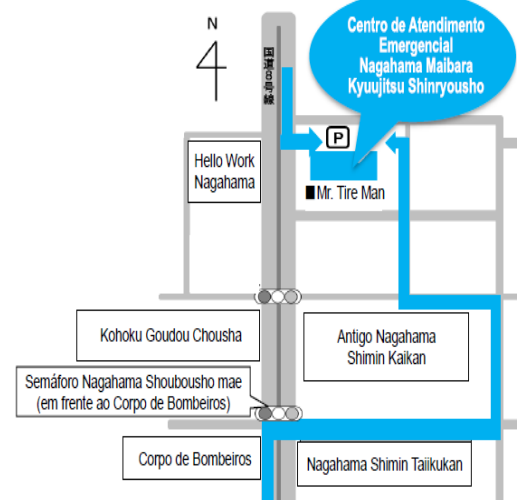 N
国道8号線
Centro de Atendimento
Emergencial
Nagahama Maibara
Kyuujitsu Shinryousho
P
Hello Work
Nagahama
■Mr. Tire Man
Kohoku Goudou Chousha
Antigo Nagahama
Shimin Kaikan
Semáforo Nagahama Shoubousho mae
(em frente ao Corpo de Bombeiros)
Corpo de Bombeiros
Nagahama Shimin Taiikukan